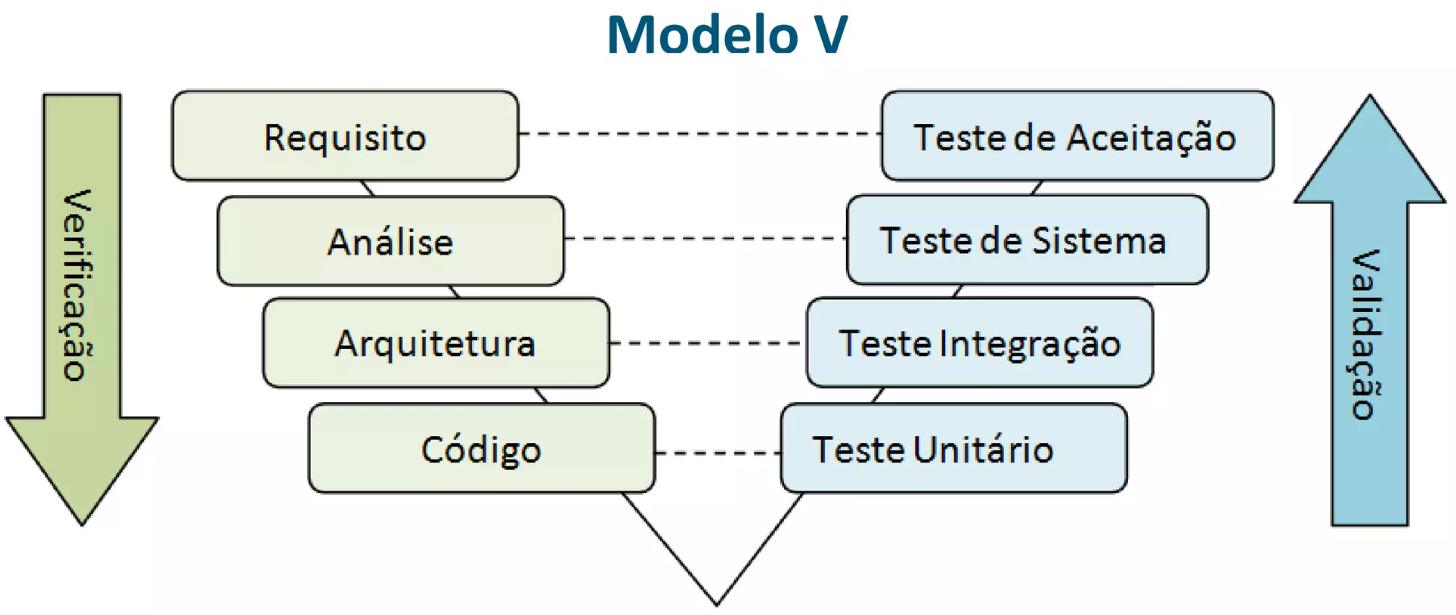 Modelo V
Requisito
Teste de Aceitação
Análise
Teste de Sistema
Arquitetura
Teste Integração
Código
Teste Unitário
Verificação
Validação